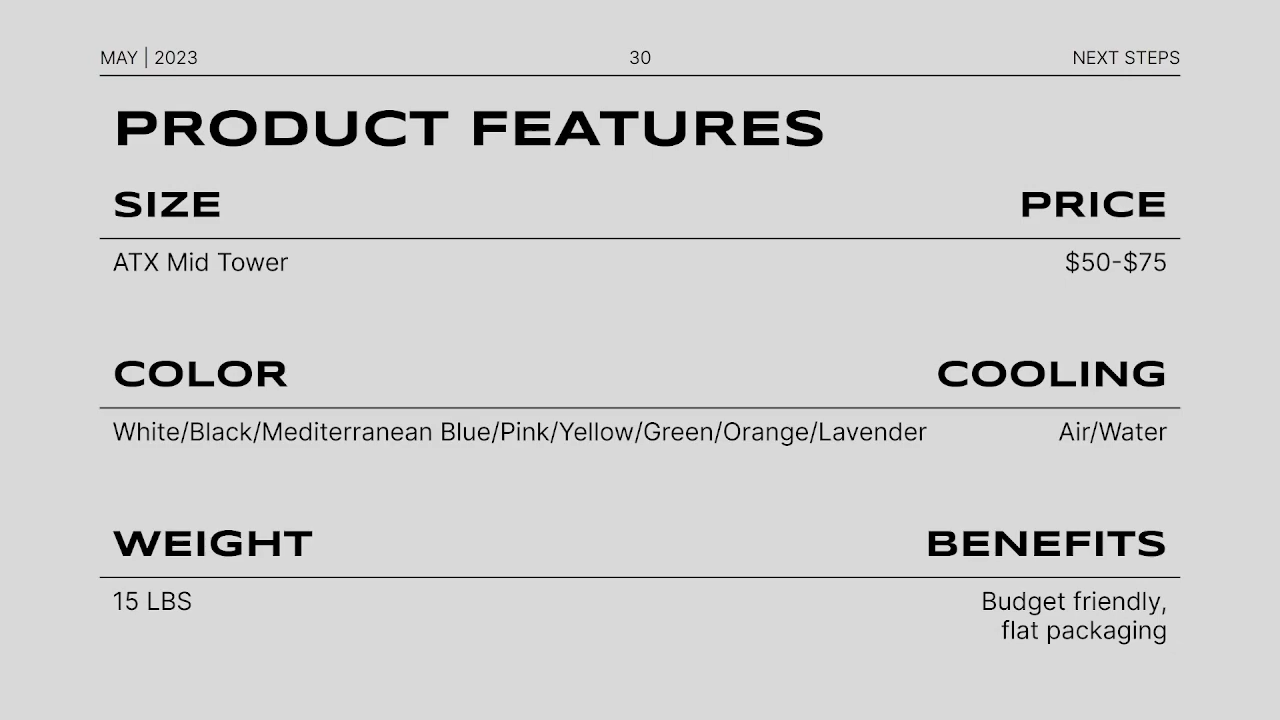 MAY | 2023
30
NEXT STEPS
PRODUCT FEATURES
SIZE
PRICE
ATX Mid Tower
$50-$75
COLOR
COOLING
White/Black/Mediterranean Blue/Pink/Yellow/Green/Orange/Lavender
Air/Water
WEIGHT
BENEFITS
15 LBS
Budget friendly,
flat packaging